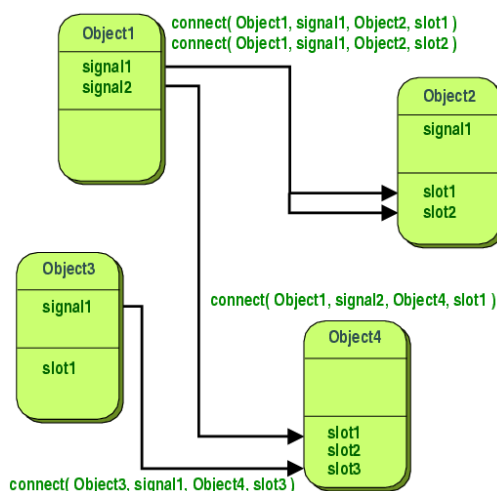 connect( Object1, signal1, Object2, slot1 )
connect( Object1, signal1, Object2, slot2 )
Object1
signal1
signal2
Object2
signal1
slot1
slot2
Object3
signal1
slot1
connect( Object1, signal2, Object4, slot1 )
Object4
slot1
slot2
slot3
connect( Object3, signal1, Object4, slot3 )